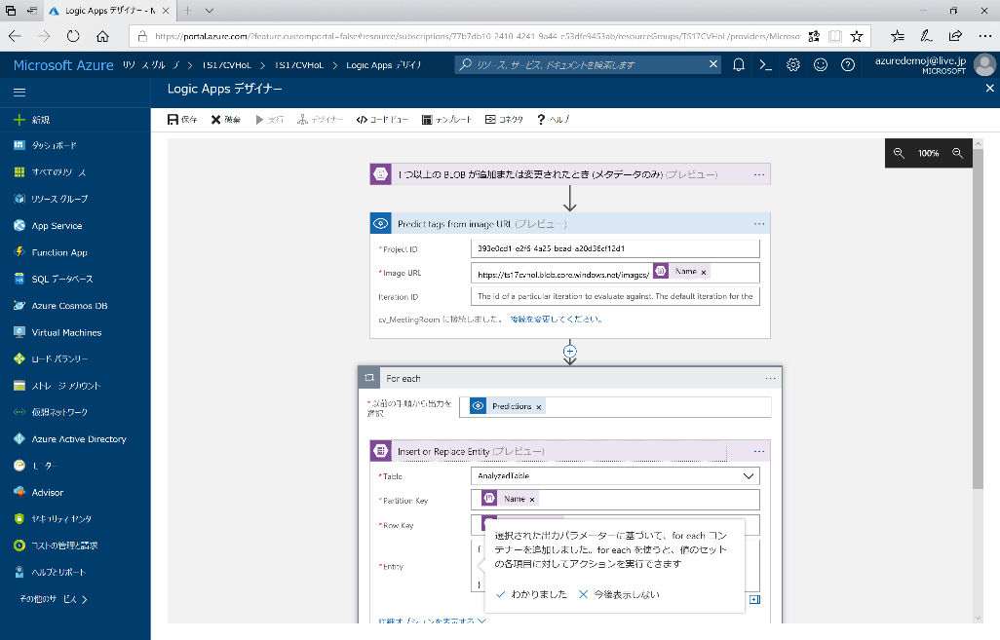 Logic Apps デザイナー - M
https://portal.azure.com/?feature.customportal=false#resource/subscriptions/77b7db10-2410-4241-9a44-e53dfe9453ab/resourceGroups/TS17CVHoL/providers/Microsof
Microsoft Azure リソース グループ > TS17CVHoL > TS17CVHoL > Logic Apps デザイナ
リソース、サービス、ドキュメントを検索します
azuredemoj@live.jp
MICROSOFT
Logic Apps デザイナー
新規
ダッシュボード
すべてのリソース
リソース グループ
App Service
Function App
SQL データベース
Azure Cosmos DB
Virtual Machines
ロード バランサー
ストレージ アカウント
仮想ネットワーク
Azure Active Directory
モニター
Advisor
セキュリティ センター
コストの管理と請求
ヘルプとサポート
その他のサービス >
保存 破棄 実行 デザイナー コード ビュー テンプレート コネクタ ヘルプ
100%
1 つ以上の BLOB が追加または変更されたとき (メタデータのみ) (プレビュー) ...
Predict tags from image URL (プレビュー) ...
* Project ID 393e0cd1-e2f6-4a25-bead-a20d36cf12d1
* Image URL https://ts17cvhol.blob.core.windows.net/images/ Name x
Iteration ID The id of a particular iteration to evaluate against. The default iteration for the
cv_MeetingRoom に接続しました。 接続を変更してください。
For each ...
* 以前の手順から出力を
選択
Predictions x
Insert or Replace Entity (プレビュー) ...
* Table AnalyzedTable
* Partition Key Name x
* Row Key
* Entity
{
}
選択された出力パラメーターに基づいて、for each コン
テナーを追加しました。for each を使うと、値のセット
の各項目に対してアクションを実行できます
わかりました 今後表示しない
詳細オプションを表示する